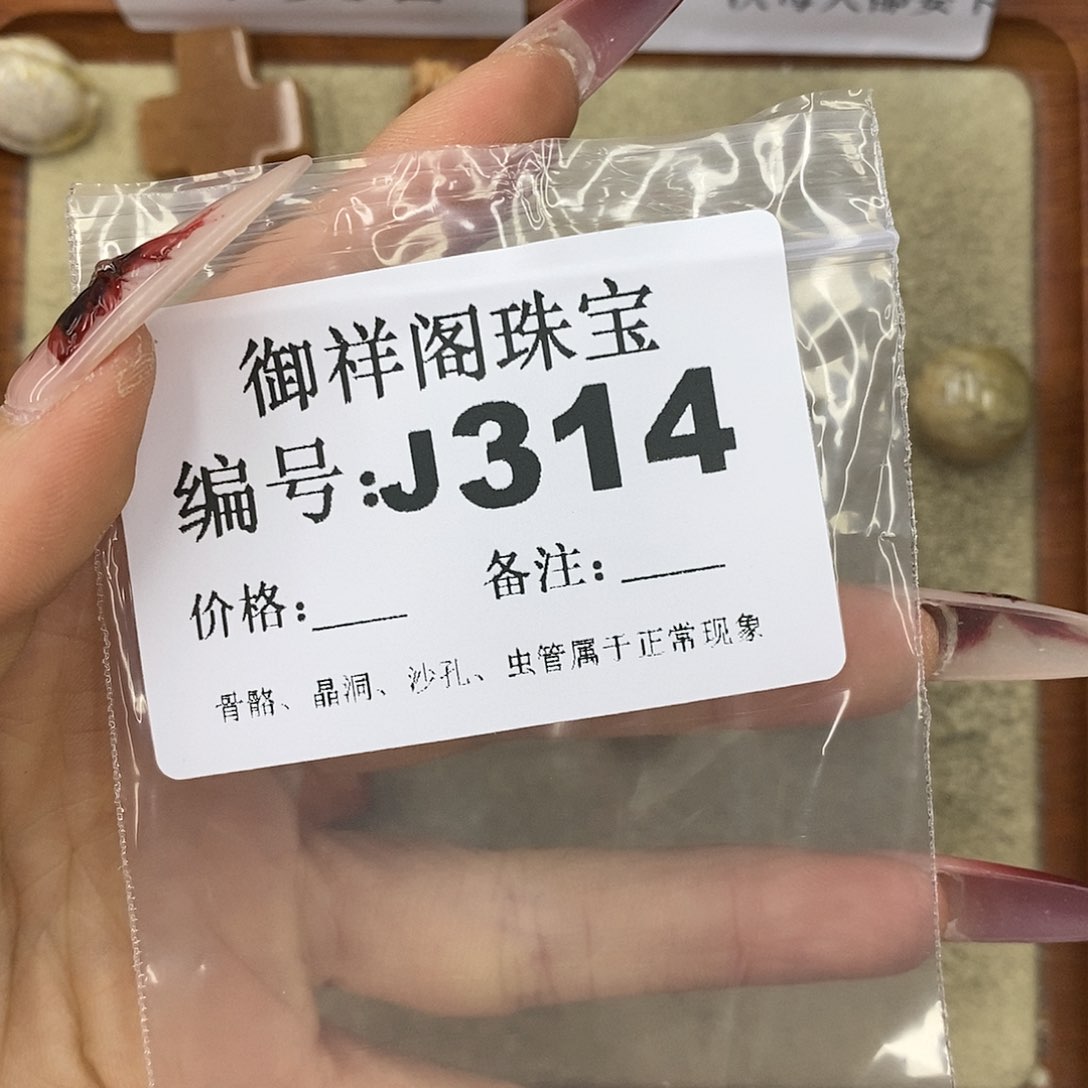 御祥阁珠宝
编号:J314
价格:___ 备注:____
骨骼、晶洞、沙孔、虫管属于正常现象